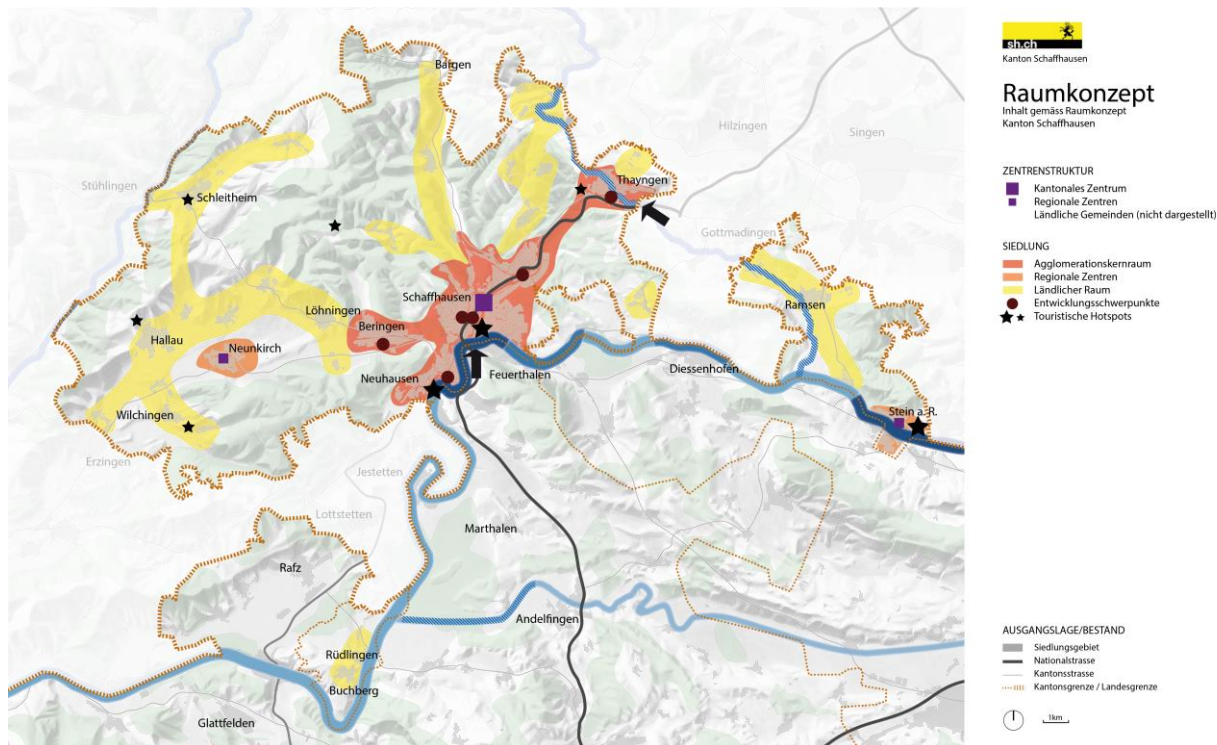 Bargen
Hilzingen
Singen
Stühlingen
Thayngen
Schleitheim
Gottmadingen
Schaffhausen
Ramsen
Löhningen
Beringen
Hallau
Neunkirch
Neuhausen
Feuerthalen
Diessenhofen
Wilchingen
Stein a. R.
Erzingen
Jestetten
Lottstetten
Marthalen
Rafz
Andelfingen
Rüdlingen
Buchberg
Glattfelden
sh.ch
Kanton Schaffhausen
Raumkonzept
Inhalt gemäss Raumkonzept
Kanton Schaffhausen
ZENTRENSTRUKTUR
Kantonales Zentrum
Regionale Zentren
Ländliche Gemeinden (nicht dargestellt)
SIEDLUNG
Agglomerationskernraum
Regionale Zentren
Ländlicher Raum
Entwicklungsschwerpunkte
Touristische Hotspots
AUSGANGSLAGE/BESTAND
Siedlungsgebiet
Nationalstrasse
Kantonsstrasse
Kantonsgrenze / Landesgrenze
1km